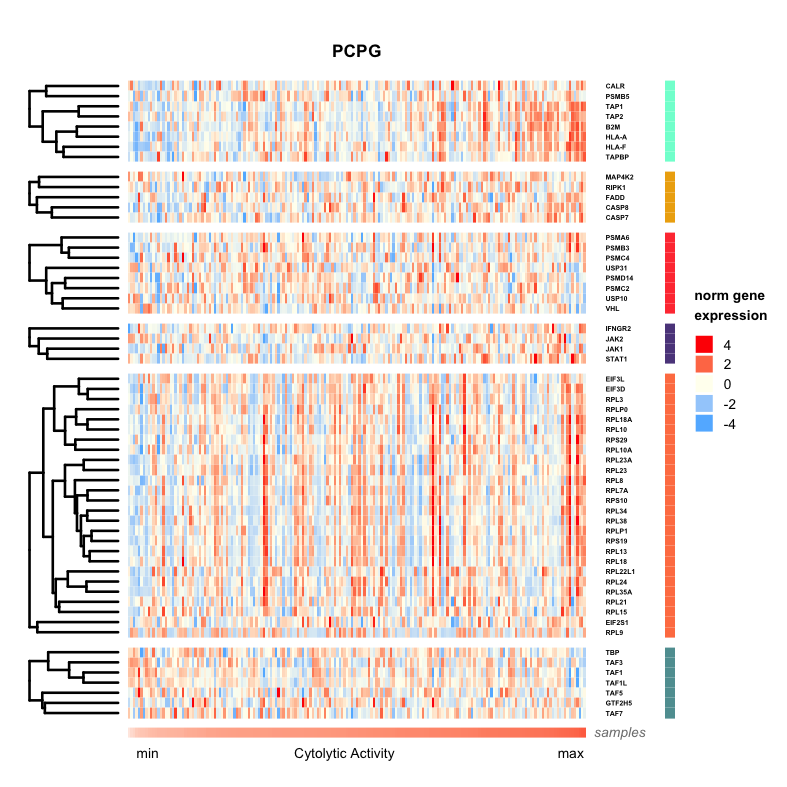 PCPG
CALR
PSMB5
TAP1
TAP2
B2M
HLA-A
HLA-F
TAPBP
MAP4K2
RIPK1
FADD
CASP8
CASP7
PSMA6
PSMB3
PSMC4
USP31
PSMD14
PSMC2
USP10
VHL
IFNGR2
JAK2
JAK1
STAT1
EIF3L
EIF3D
RPL3
RPLP0
RPL18A
RPL10
RPS29
RPL10A
RPL23A
RPL23
RPL8
RPL7A
RPS10
RPL34
RPL38
RPLP1
RPS19
RPL13
RPL18
RPL22L1
RPL24
RPL35A
RPL21
RPL15
EIF2S1
RPL9
TBP
TAF3
TAF1
TAF1L
TAF5
GTF2H5
TAF7
norm gene
expression
4
2
0
-2
-4
samples
min Cytolytic Activity max